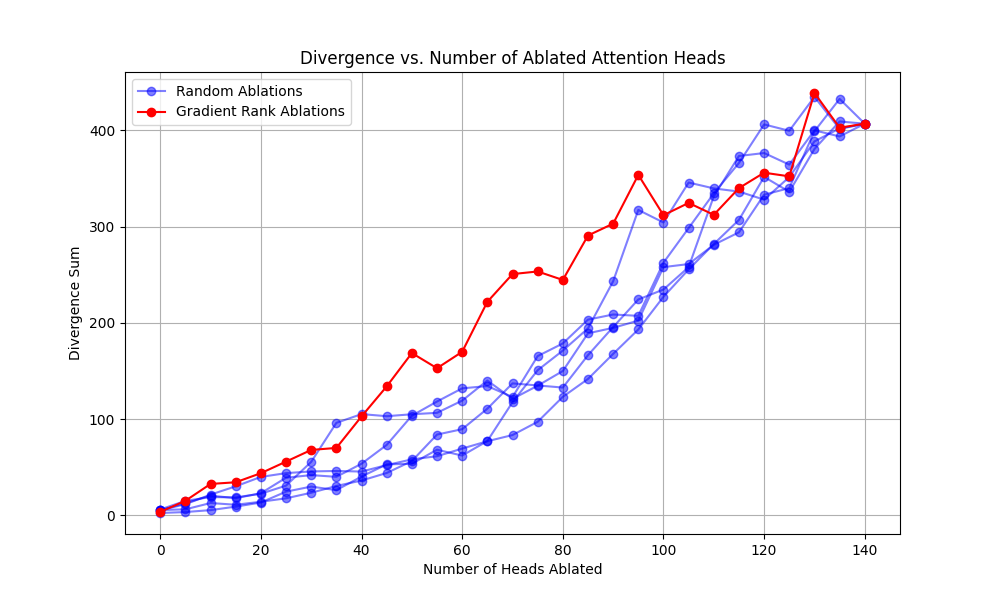 Divergence vs. Number of Ablated Attention Heads
Random Ablations
Gradient Rank Ablations
Divergence Sum
400
300
200
100
0
0 20 40 60 80 100 120 140
Number of Heads Ablated